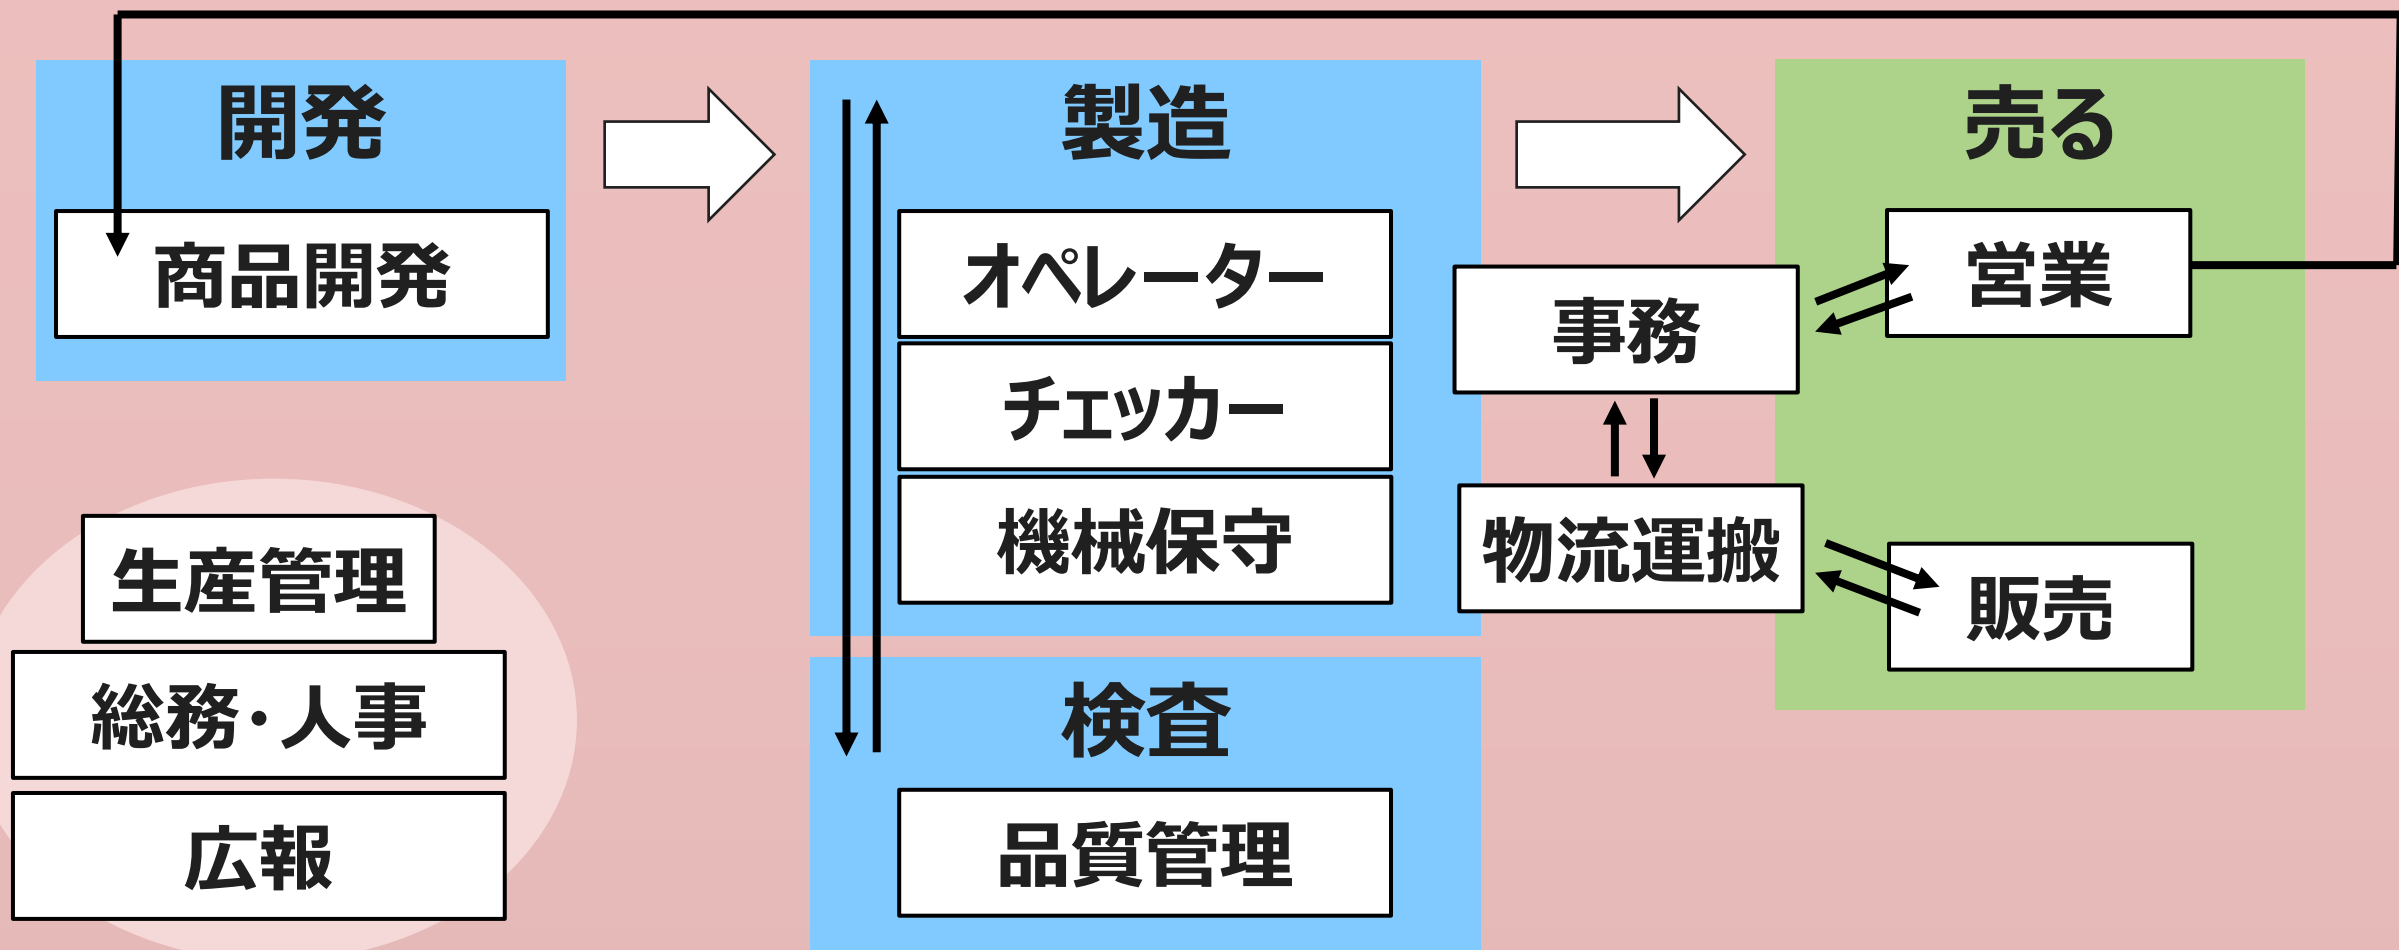 開発
商品開発
製造
オペレーター
チェッカー
機械保守
検査
品質管理
事務
物流運搬
売る
営業
販売
生産管理
総務・人事
広報